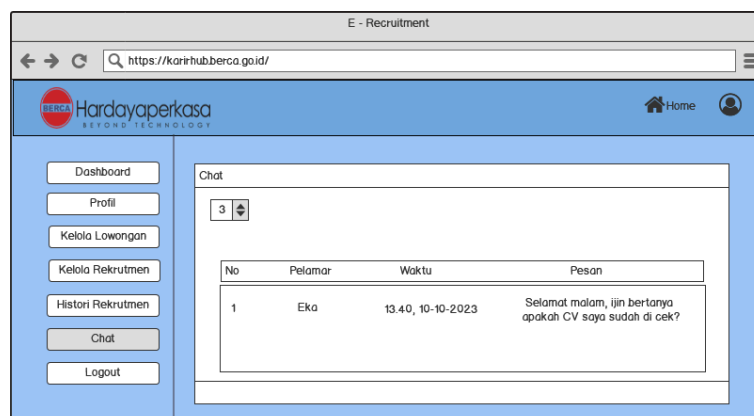 E - Recruitment
https://karirhub.berca.go.id/
BERCA
Hardayaperkasa
BEYOND TECHNOLOGY
Home
Dashboard
Profil
Kelola Lowongan
Kelola Rekrutmen
Histori Rekrutmen
Chat
Logout
Chat
3
No Pelamar Waktu Pesan
1 Eka 13.40, 10-10-2023 Selamat malam, ijin bertanya
apakah CV saya sudah di cek?